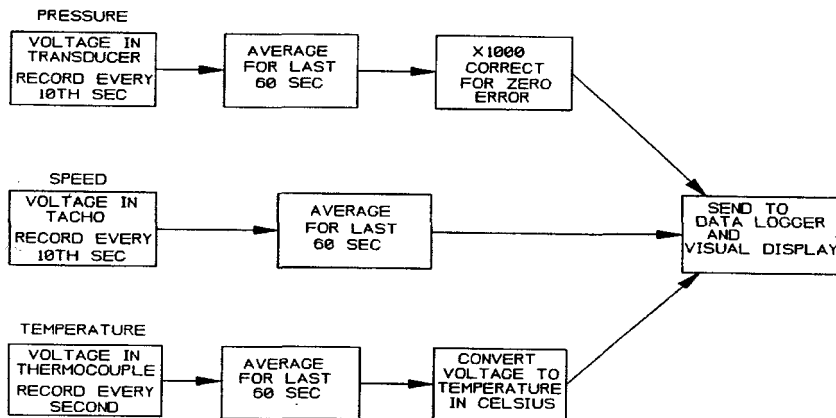 PRESSURE
VOLTAGE IN
TRANSDUCER
RECORD EVERY
10TH SEC
AVERAGE
FOR LAST
60 SEC
X1000
CORRECT
FOR ZERO
ERROR
SPEED
VOLTAGE IN
TACHO
RECORD EVERY
10TH SEC
AVERAGE
FOR LAST
60 SEC
SEND TO
DATA LOGGER
AND
VISUAL DISPLAY
TEMPERATURE
VOLTAGE IN
THERMOCOUPLE
RECORD EVERY
SECOND
AVERAGE
FOR LAST
60 SEC
CONVERT
VOLTAGE TO
TEMPERATURE
IN CELSIUS